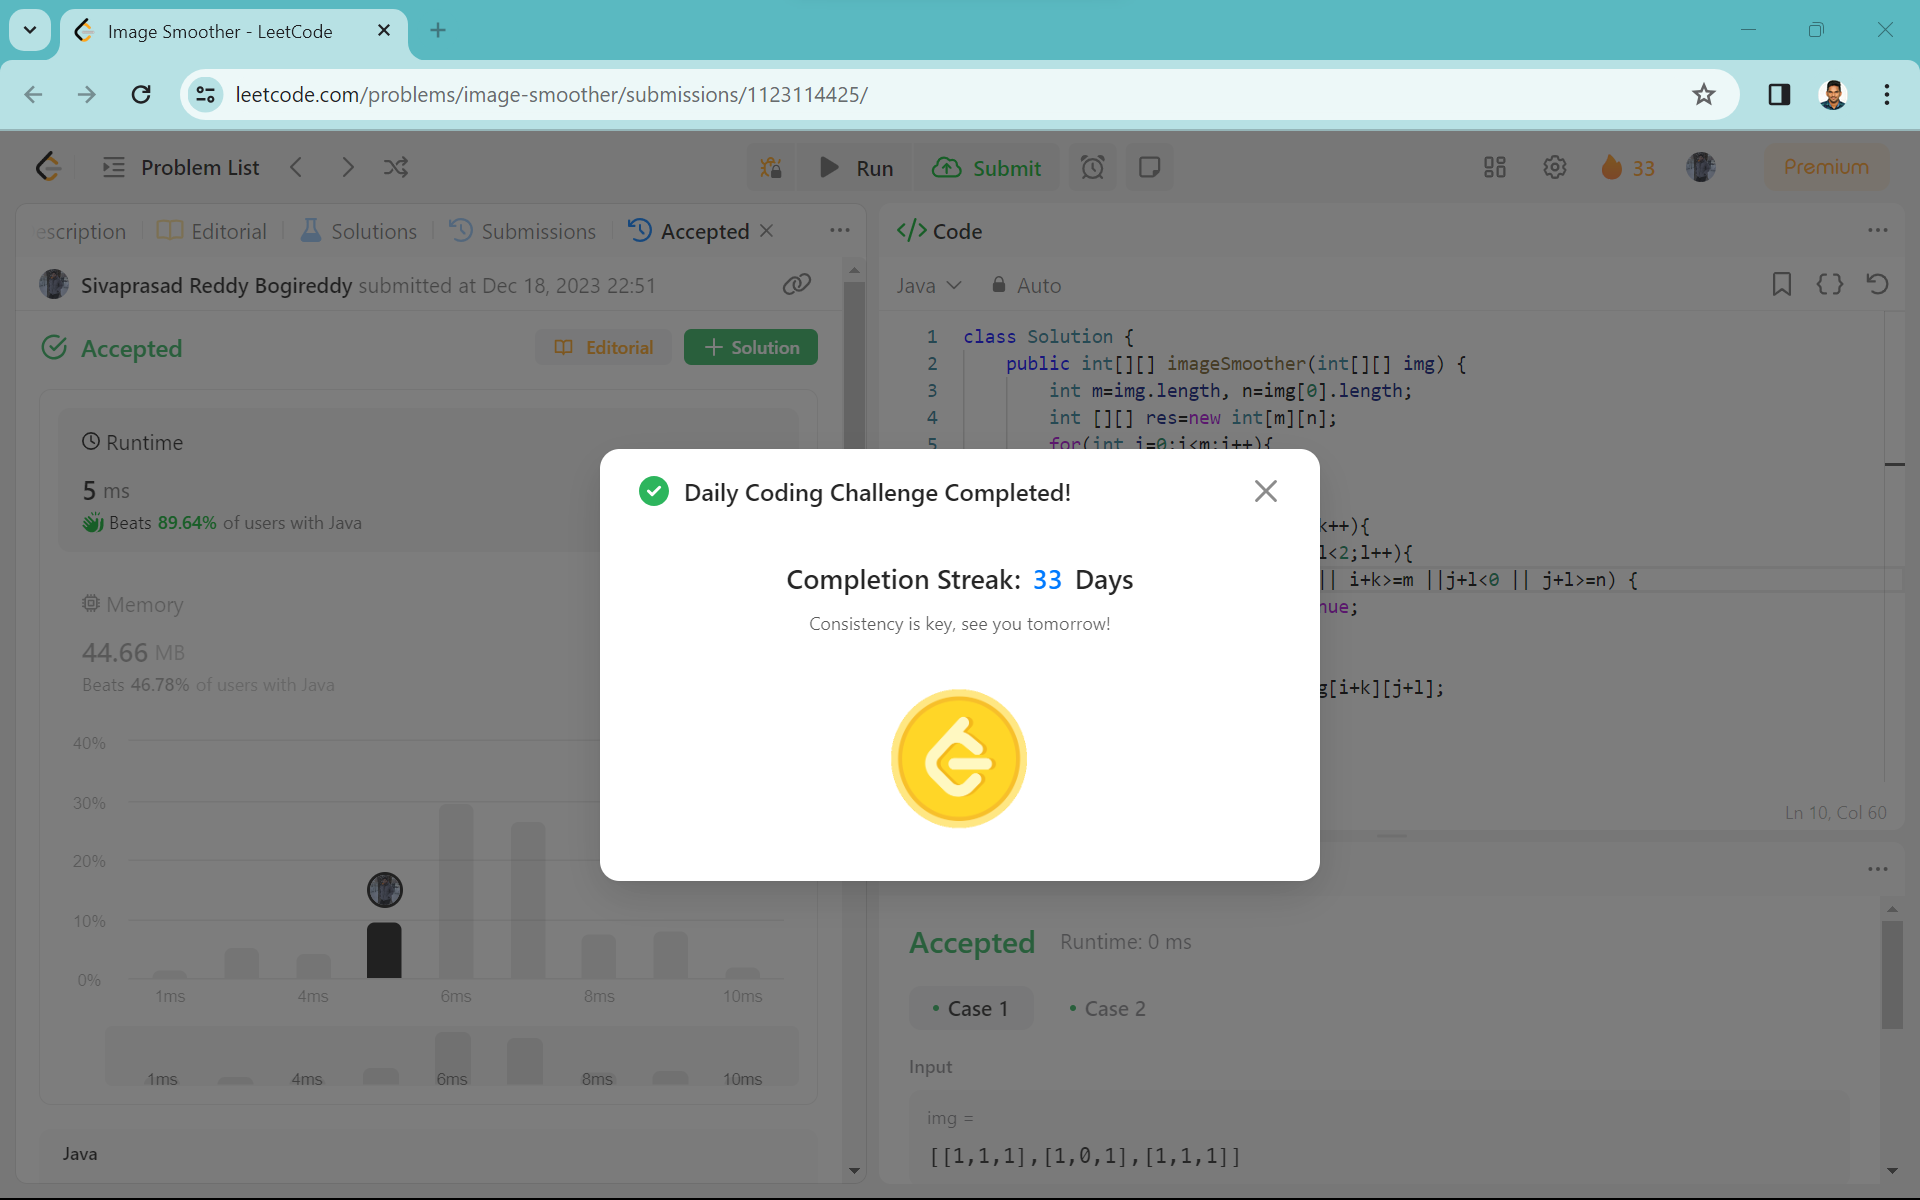 Image Smoother - LeetCode
leetcode.com/problems/image-smoother/submissions/1123114425/
Problem List
Run
Submit
33
Premium
escription
Editorial
Solutions
Submissions
Accepted
Sivaprasad Reddy Bogireddy submitted at Dec 18, 2023 22:51
Accepted
Editorial
Solution
Runtime
5 ms
Beats 89.64% of users with Java
Memory
44.66 MB
Beats 46.78% of users with Java
40%
30%
20%
10%
0%
1ms 4ms 6ms 8ms 10ms
1ms 4ms 6ms 8ms 10ms
Java
</> Code
Java
Auto
1 class Solution {
2 public int[][] imageSmoother(int[][] img) {
3 int m=img.length, n=img[0].length;
4 int [][] res=new int[m][n];
5 for(int i=0;i<m;i++){
k++){
l<2;l++){
|| i+k>=m ||j+l<0 || j+l>=n) {
nue;
g[i+k][j+l];
Ln 10, Col 60
Daily Coding Challenge Completed!
Completion Streak: 33 Days
Consistency is key, see you tomorrow!
Accepted
Runtime: 0 ms
• Case 1
• Case 2
Input
img =
[[1,1,1],[1,0,1],[1,1,1]]